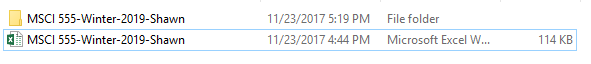 MSCI 555-Winter-2019-Shawn 11/23/2017 5:19 PM File folder
MSCI 555-Winter-2019-Shawn 11/23/2017 4:44 PM Microsoft Excel W... 114 KB